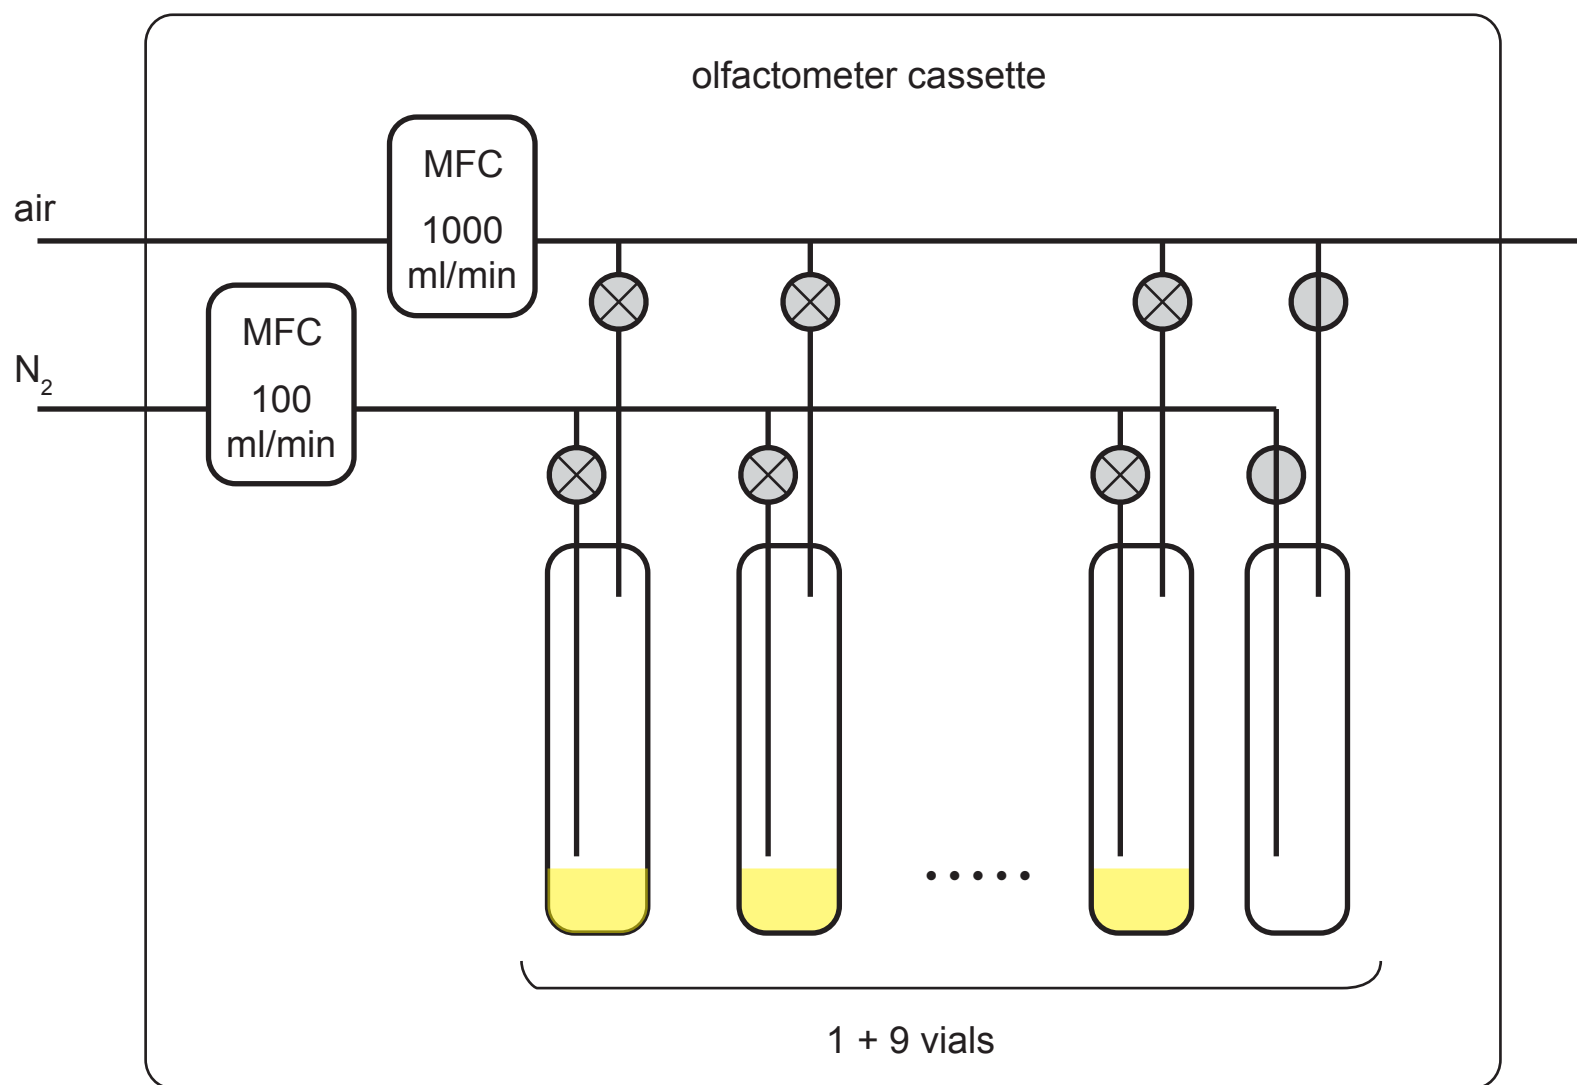 olfactometer cassette
MFC
1000
ml/min
air
MFC
100
ml/min
N₂
1 + 9 vials